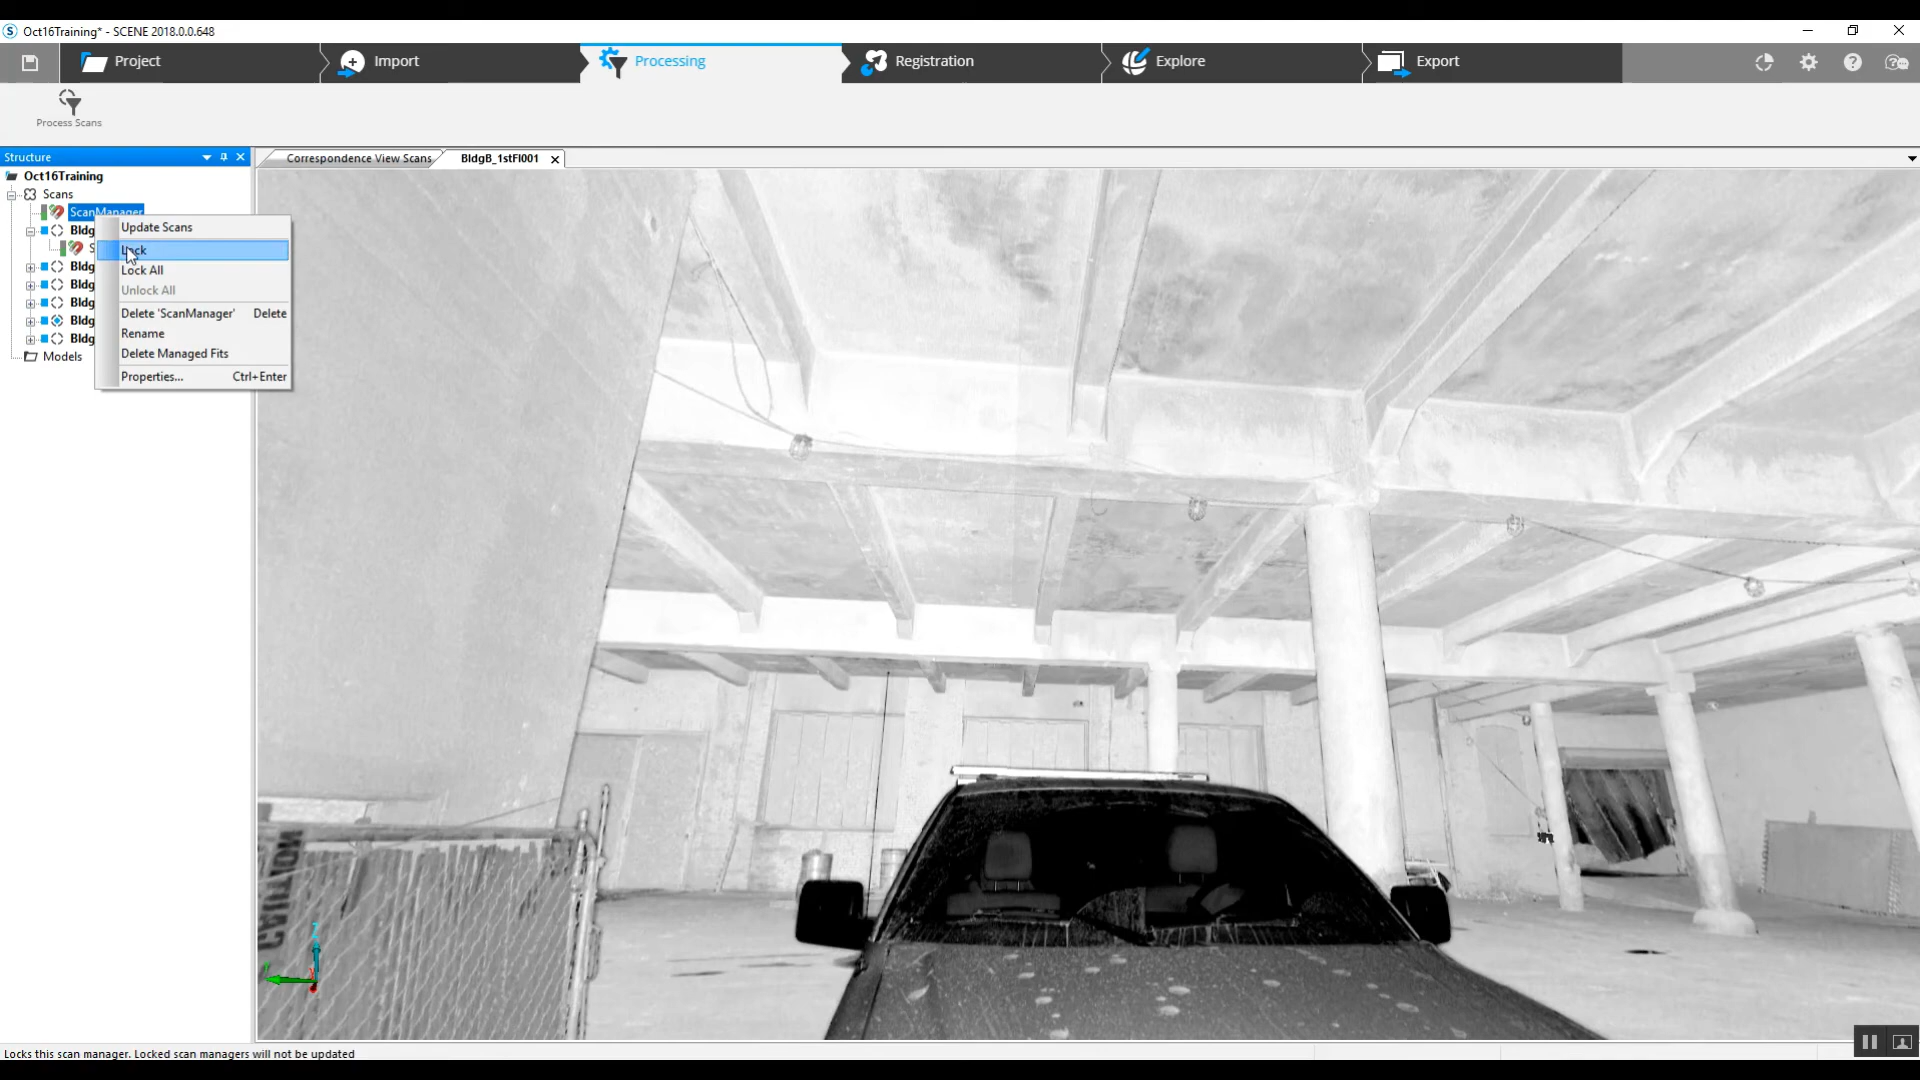 Oct16Training* - SCENE 2018.0.0.648
Project
Import
Processing
Registration
Explore
Export
Process Scans
Structure
Correspondence View Scans
BldgB_1stFl001
Oct16Training
Scans
ScanManager
Update Scans
Bldg
Lock
S
Bldg
Lock All
Bldg
Unlock All
Bldg
Delete 'ScanManager' Delete
Bldg
Rename
Bldg
Delete Managed Fits
Models
Properties... Ctrl+Enter
CAUTION
Z
Locks this scan manager. Locked scan managers will not be updated